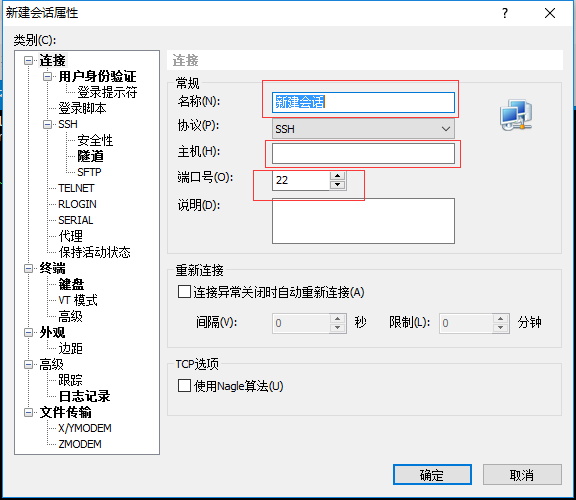 新建会话属性
类别(C):
连接
用户身份验证
登录提示符
登录脚本
SSH
安全性
隧道
SFTP
TELNET
RLOGIN
SERIAL
代理
保持活动状态
终端
键盘
VT 模式
高级
外观
边距
高级
跟踪
日志记录
文件传输
X/YMODEM
ZMODEM
连接
常规
名称(N): 新建会话
协议(P): SSH
主机(H):
端口号(O): 22
说明(D):
重新连接
连接异常关闭时自动重新连接(A)
间隔(V): 0 秒 限制(L): 0 分钟
TCP选项
使用Nagle算法(U)
确定 取消